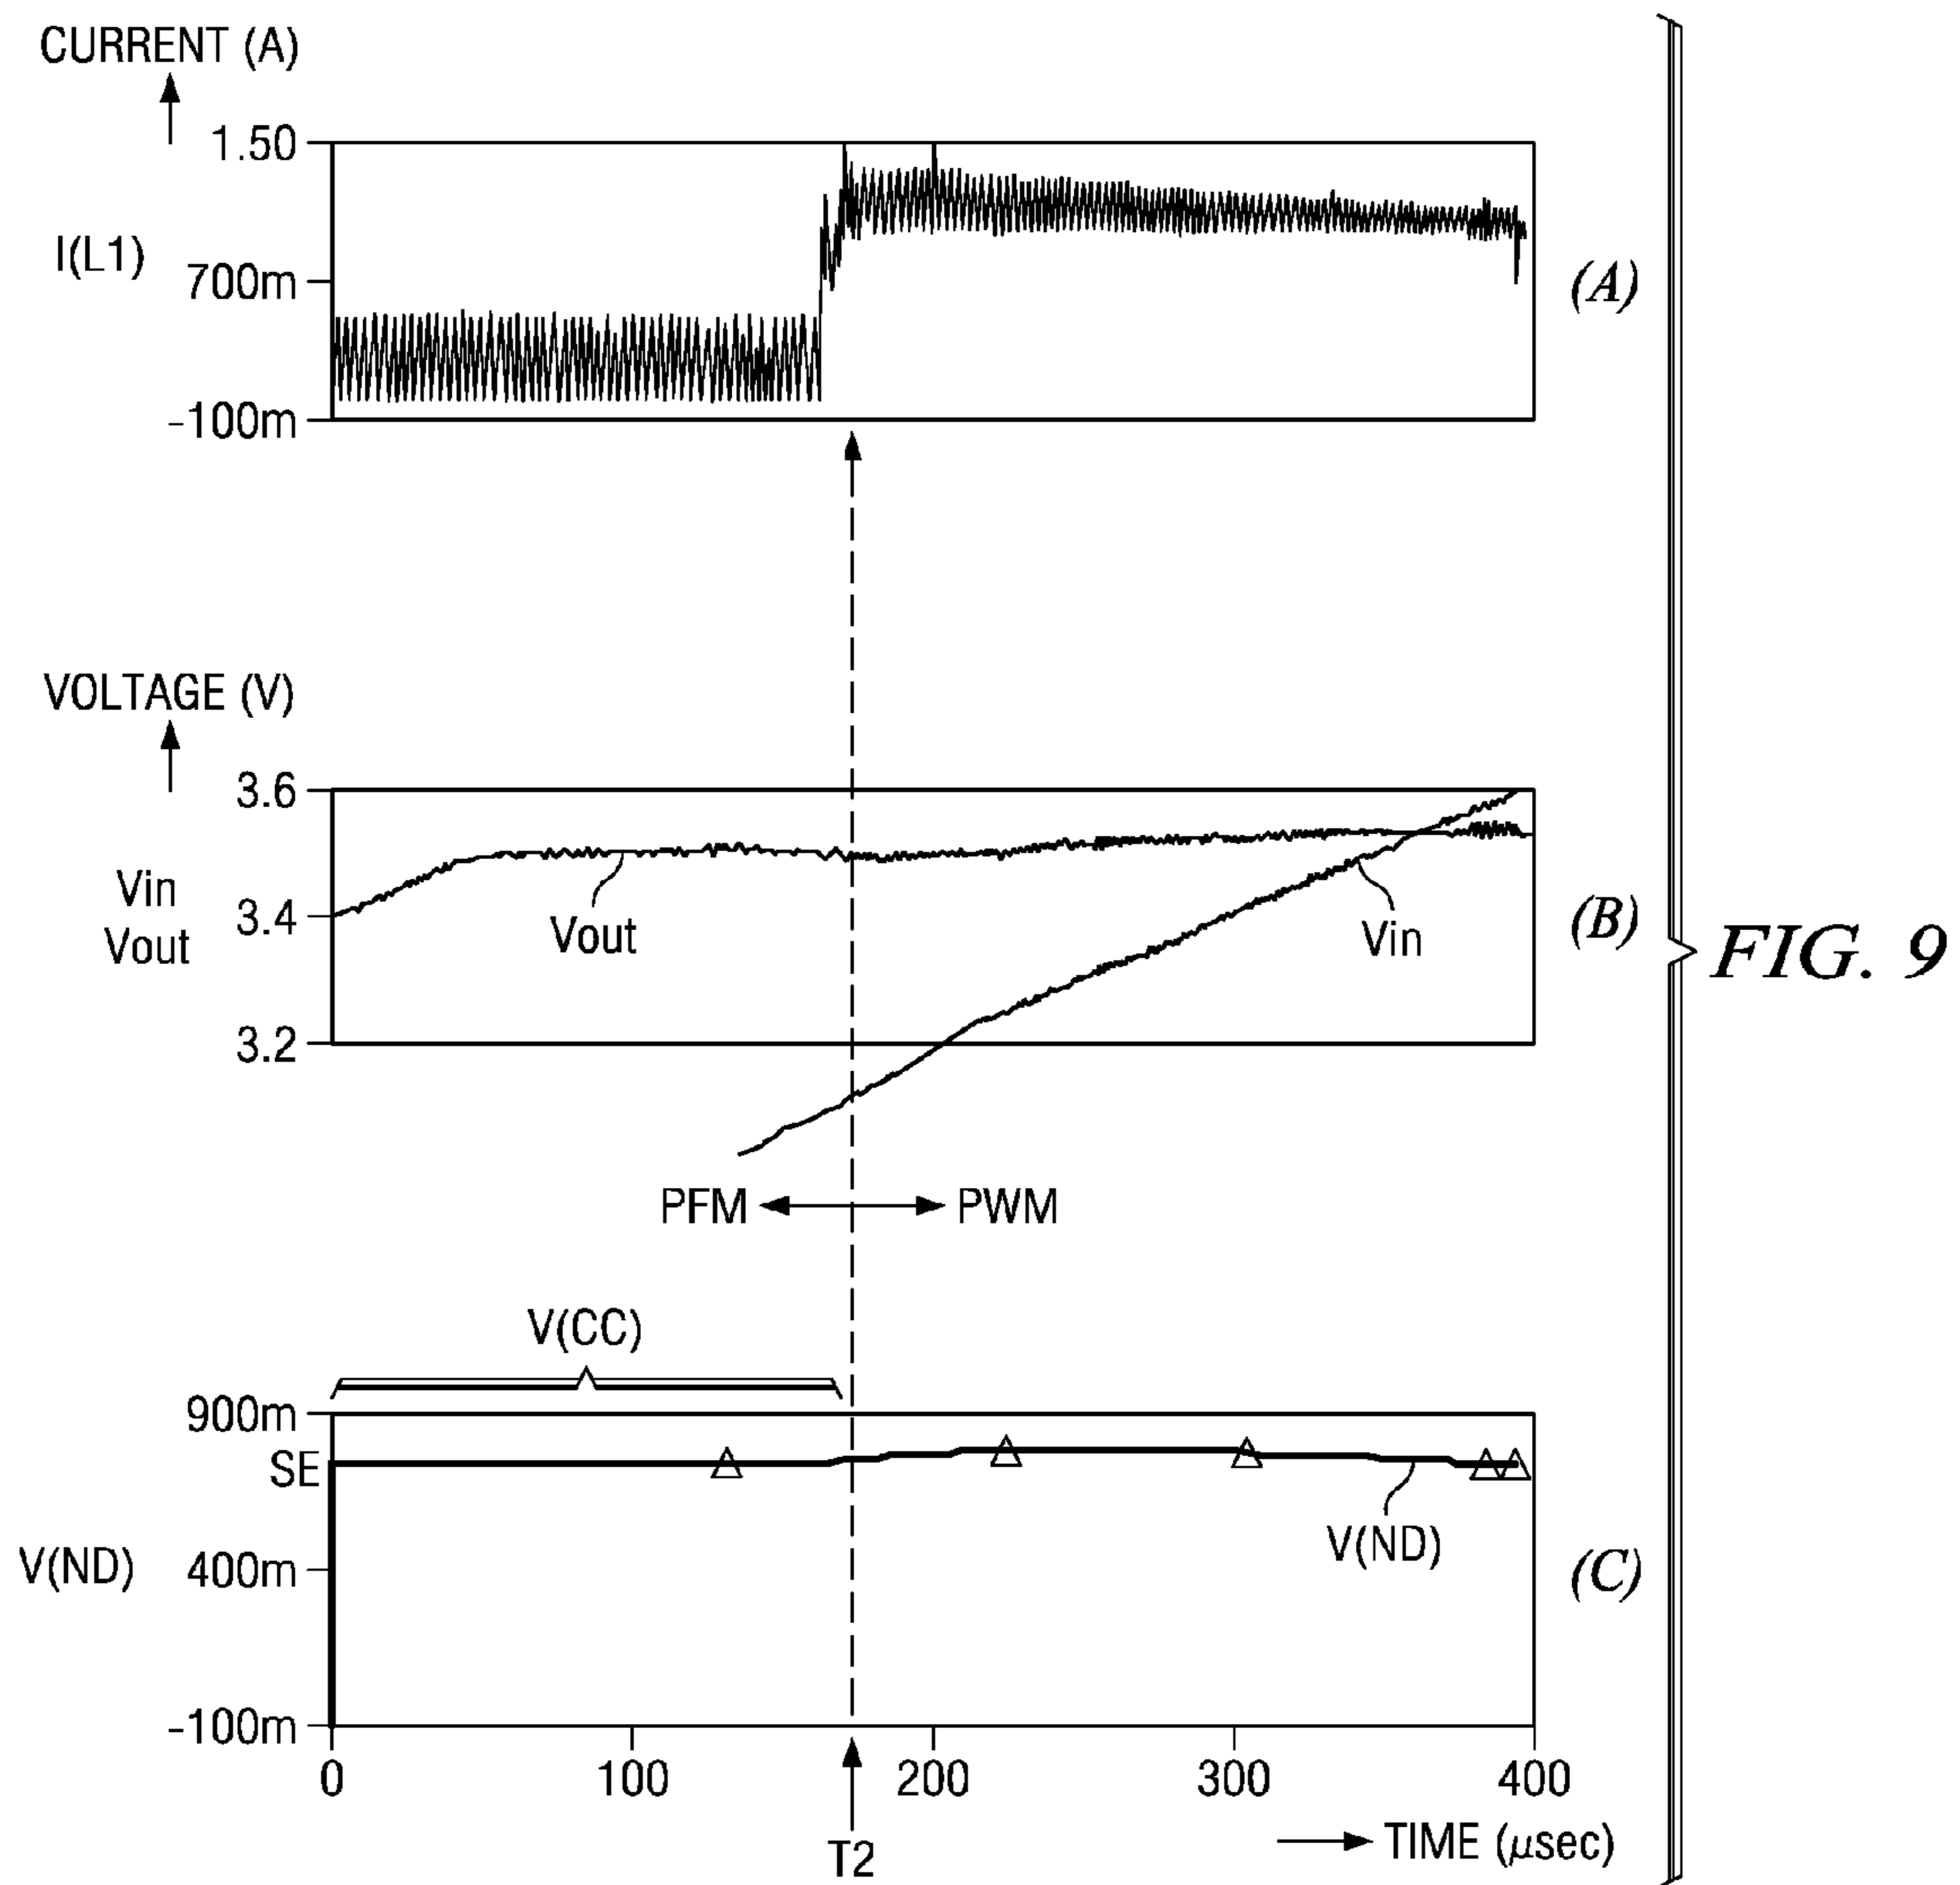 CURRENT (A)
1.50
I(L1)
700m
-100m
(A)
VOLTAGE (V)
3.6
Vin
Vout
3.4
3.2
Vout
Vin
(B)
FIG. 9
PFM
PWM
V(CC)
900m
SE
V(ND)
400m
V(ND)
(C)
-100m
0
100
200
300
400
T2
TIME (μsec)